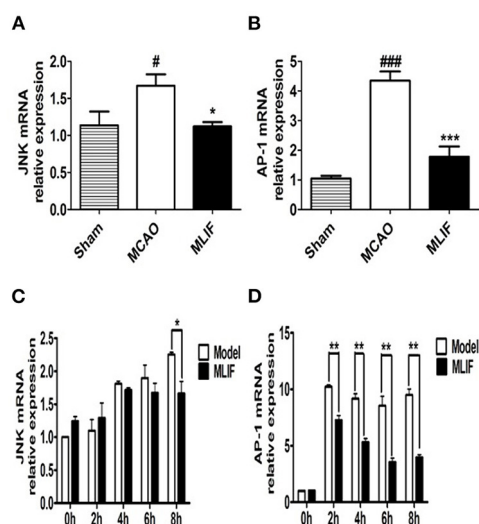 A
JNK mRNA
relative expression
2.0
1.5
1.0
0.5
0.0
#
*
Sham
MCAO
MLIF
B
AP-1 mRNA
relative expression
5
4
3
2
1
0
###
***
Sham
MCAO
MLIF
C
JNK mRNA
relative expression
2.5
2.0
1.5
1.0
0.5
0.0
*
Model
MLIF
0h
2h
4h
6h
8h
D
AP-1 mRNA
relative expression
15
10
5
0
**
**
**
**
Model
MLIF
0h
2h
4h
6h
8h